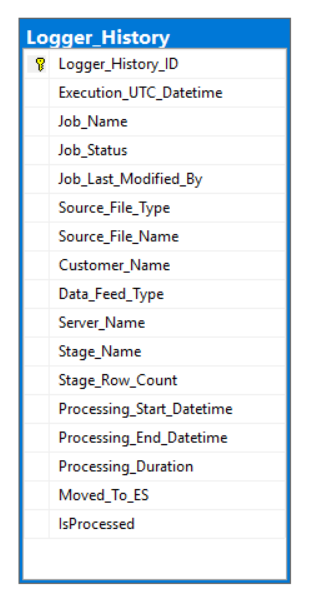 Logger_History
Logger_History_ID
Execution_UTC_Datetime
Job_Name
Job_Status
Job_Last_Modified_By
Source_File_Type
Source_File_Name
Customer_Name
Data_Feed_Type
Server_Name
Stage_Name
Stage_Row_Count
Processing_Start_Datetime
Processing_End_Datetime
Processing_Duration
Moved_To_ES
IsProcessed